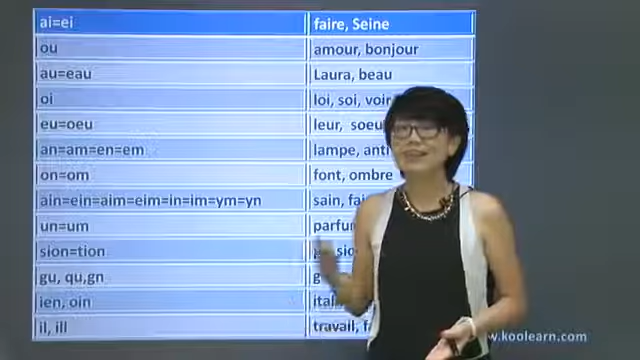 ai=ei faire, Seine
ou amour, bonjour
au=eau Laura, beau
oi loi, soi, voir
eu=oeu leur, soeu
an=am=en=em lampe, anti
on=om font, ombre
ain=ein=aim=eim=in=im=ym=yn sain,
un=um parfu
sion=tion
gu, qu,gn
ien, oin
il, ill travail,
w.koolearn.com